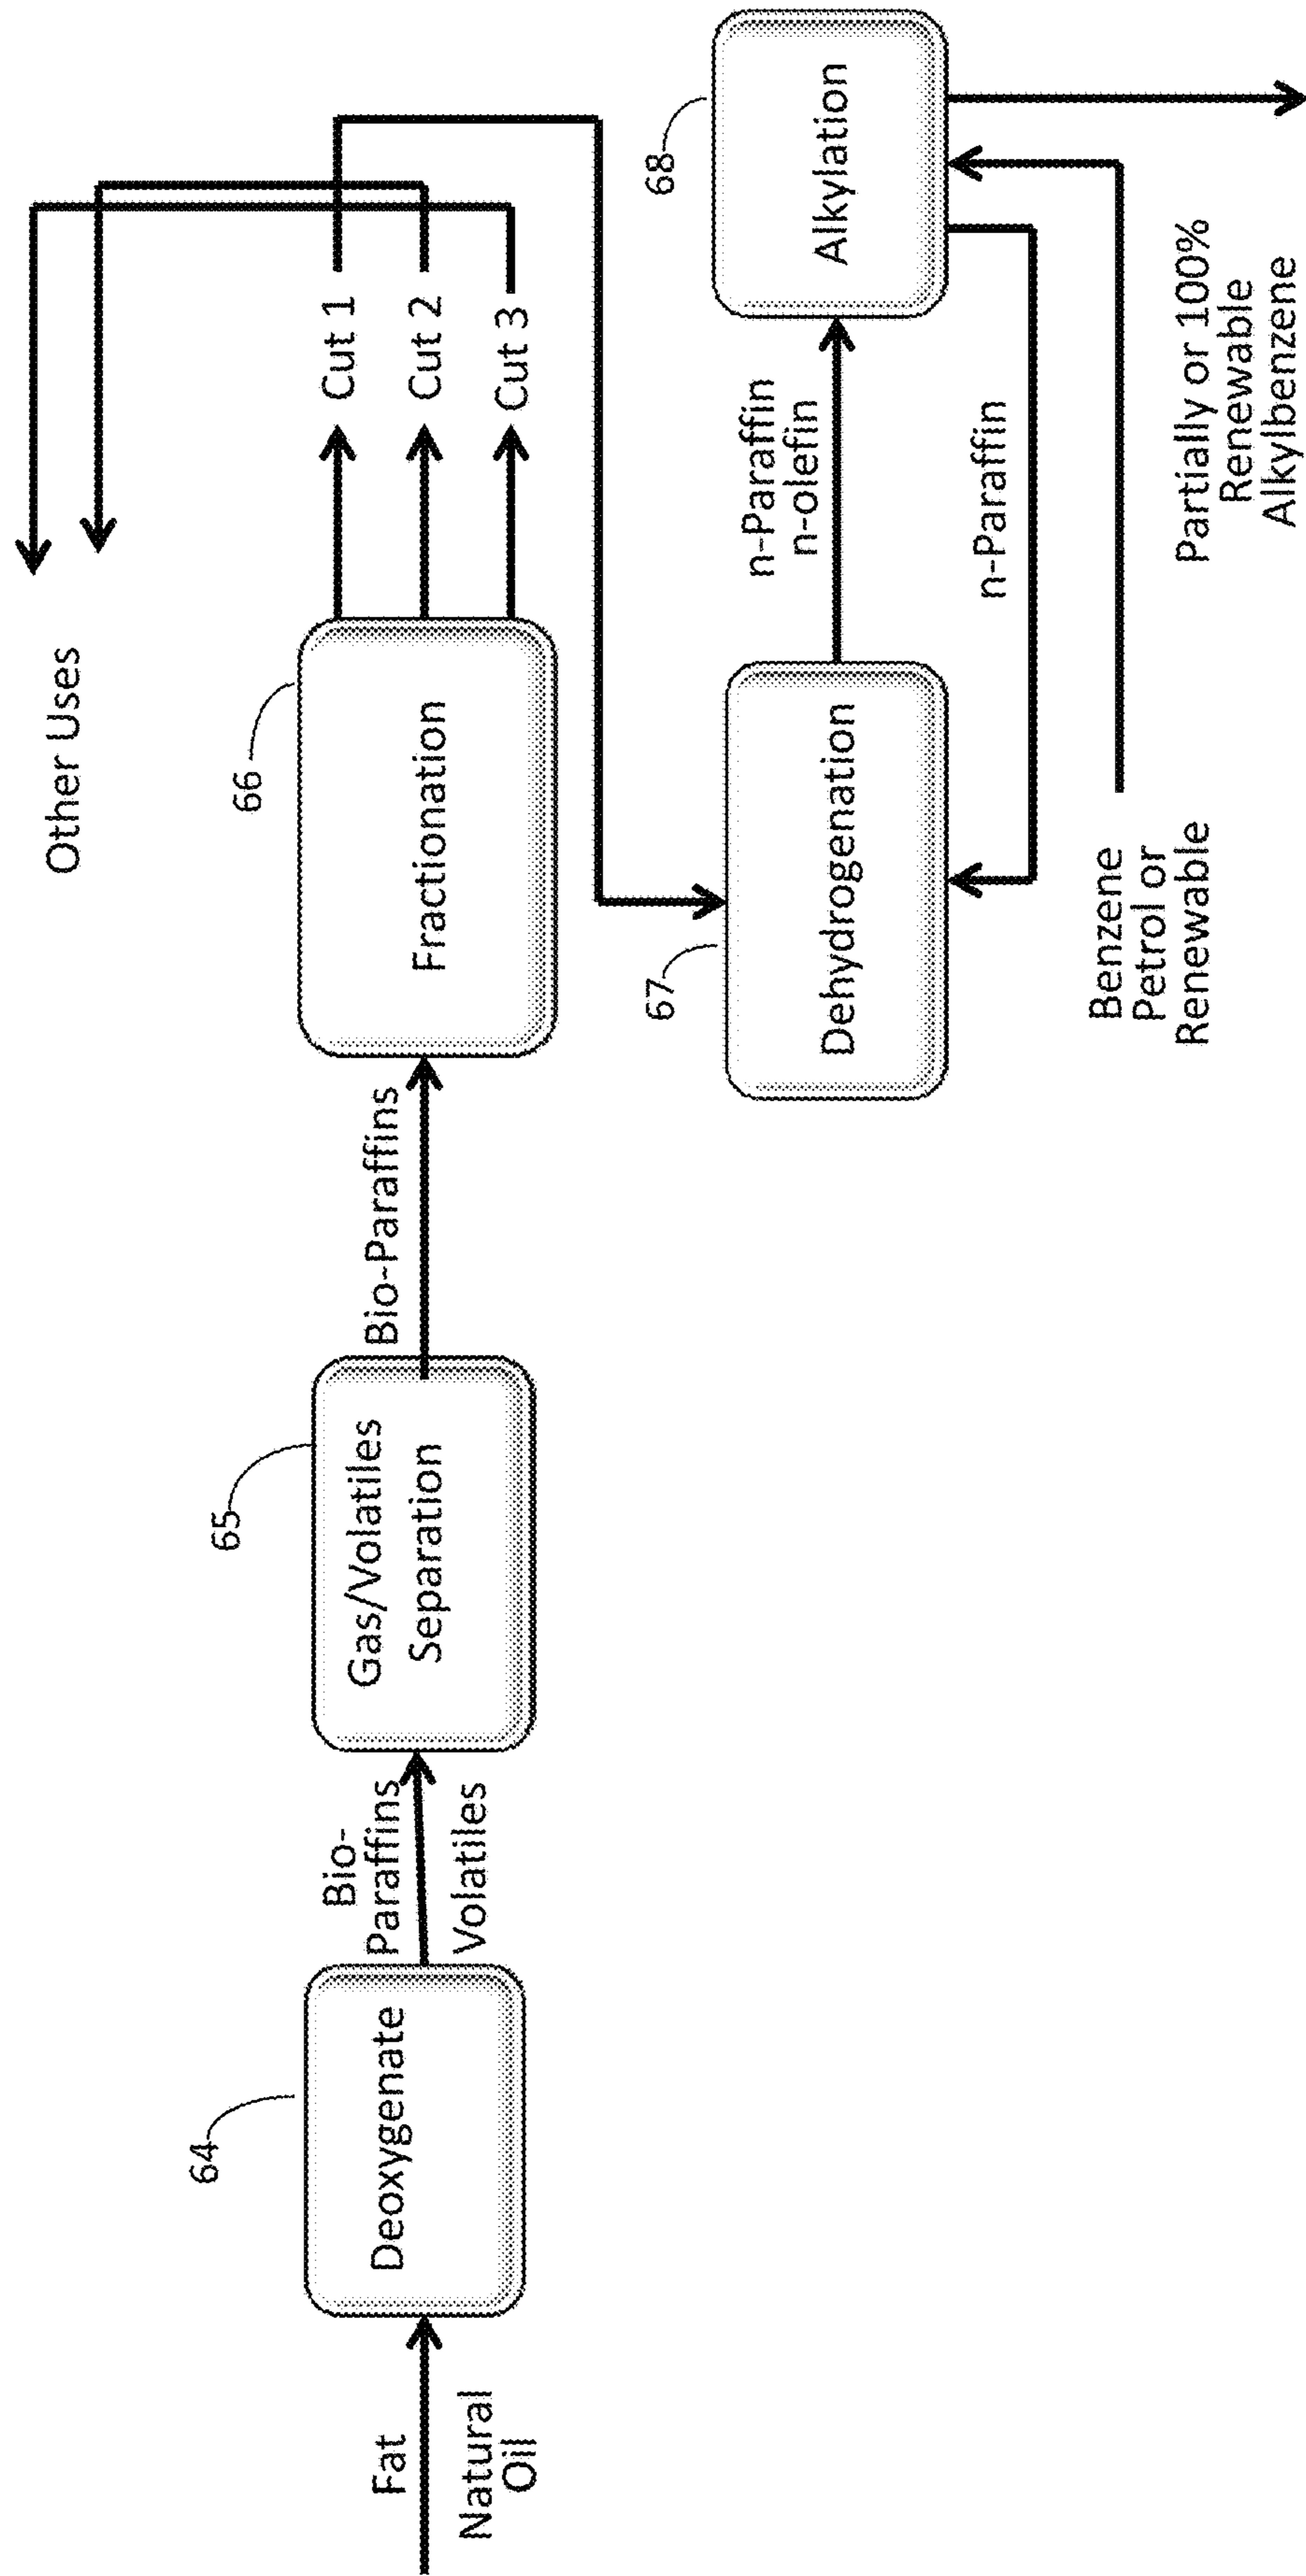 Other Uses
64
65
66
Fat
Natural
Oil
Deoxygenate
Bio-
Paraffins
Volatiles
Gas/Volatiles
Separation
Bio-Paraffins
Fractionation
Cut 1
Cut 2
Cut 3
67
68
Dehydrogenation
n-Paraffin
n-olefin
Alkylation
n-Paraffin
Benzene
Petrol or
Renewable
Partially or 100%
Renewable
Alkylbenzene